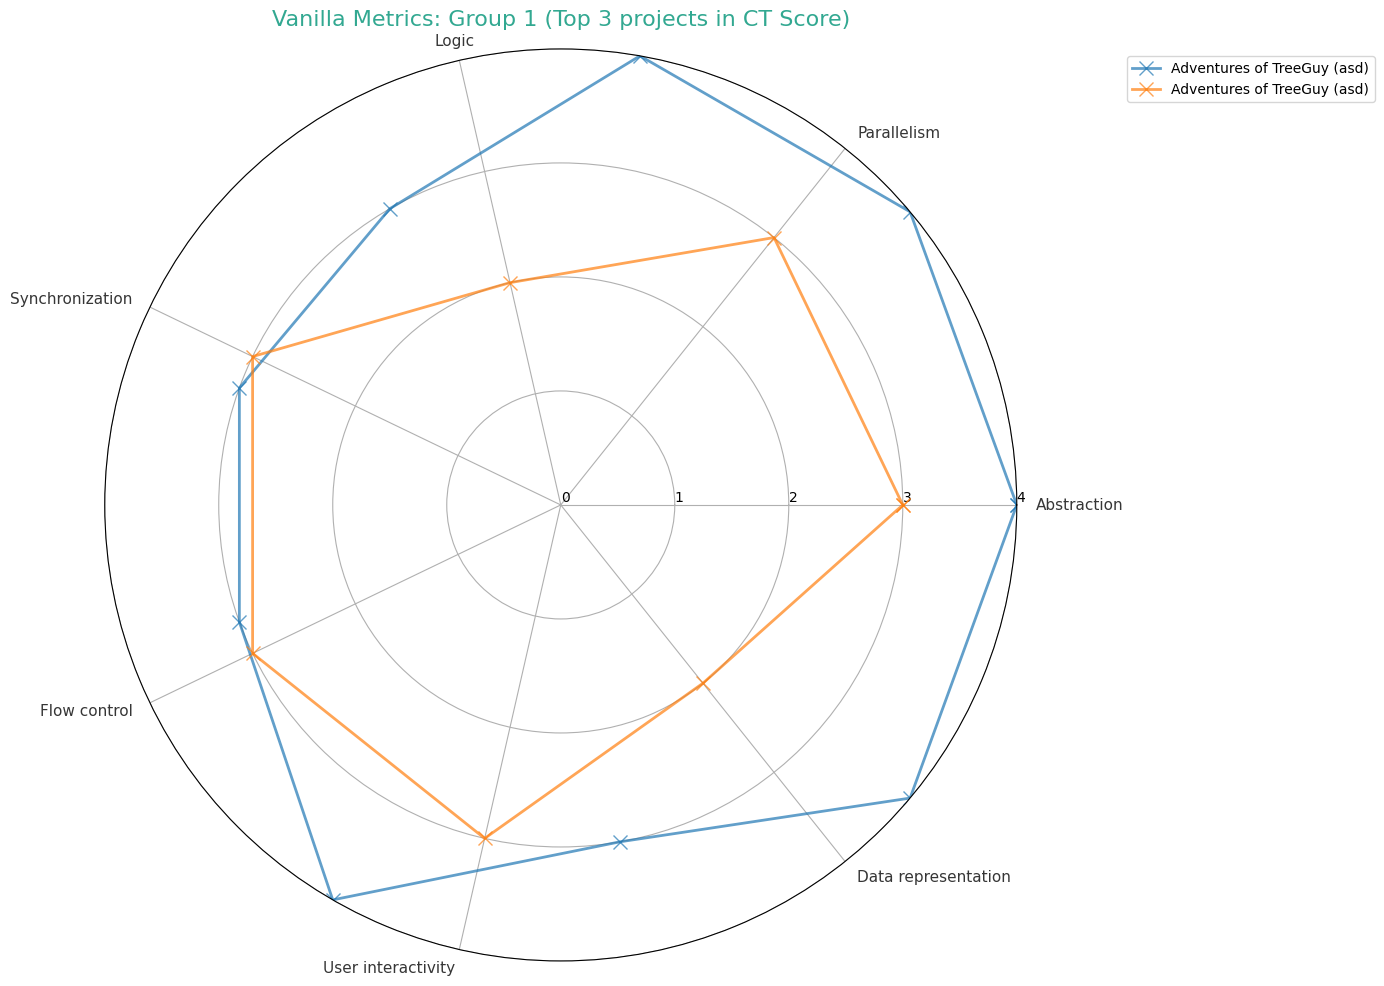 Vanilla Metrics: Group 1 (Top 3 projects in CT Score)
Adventures of TreeGuy (asd)
Adventures of TreeGuy (asd)
Logic
Parallelism
Synchronization
0
1
2
3
4
Abstraction
Flow control
Data representation
User interactivity